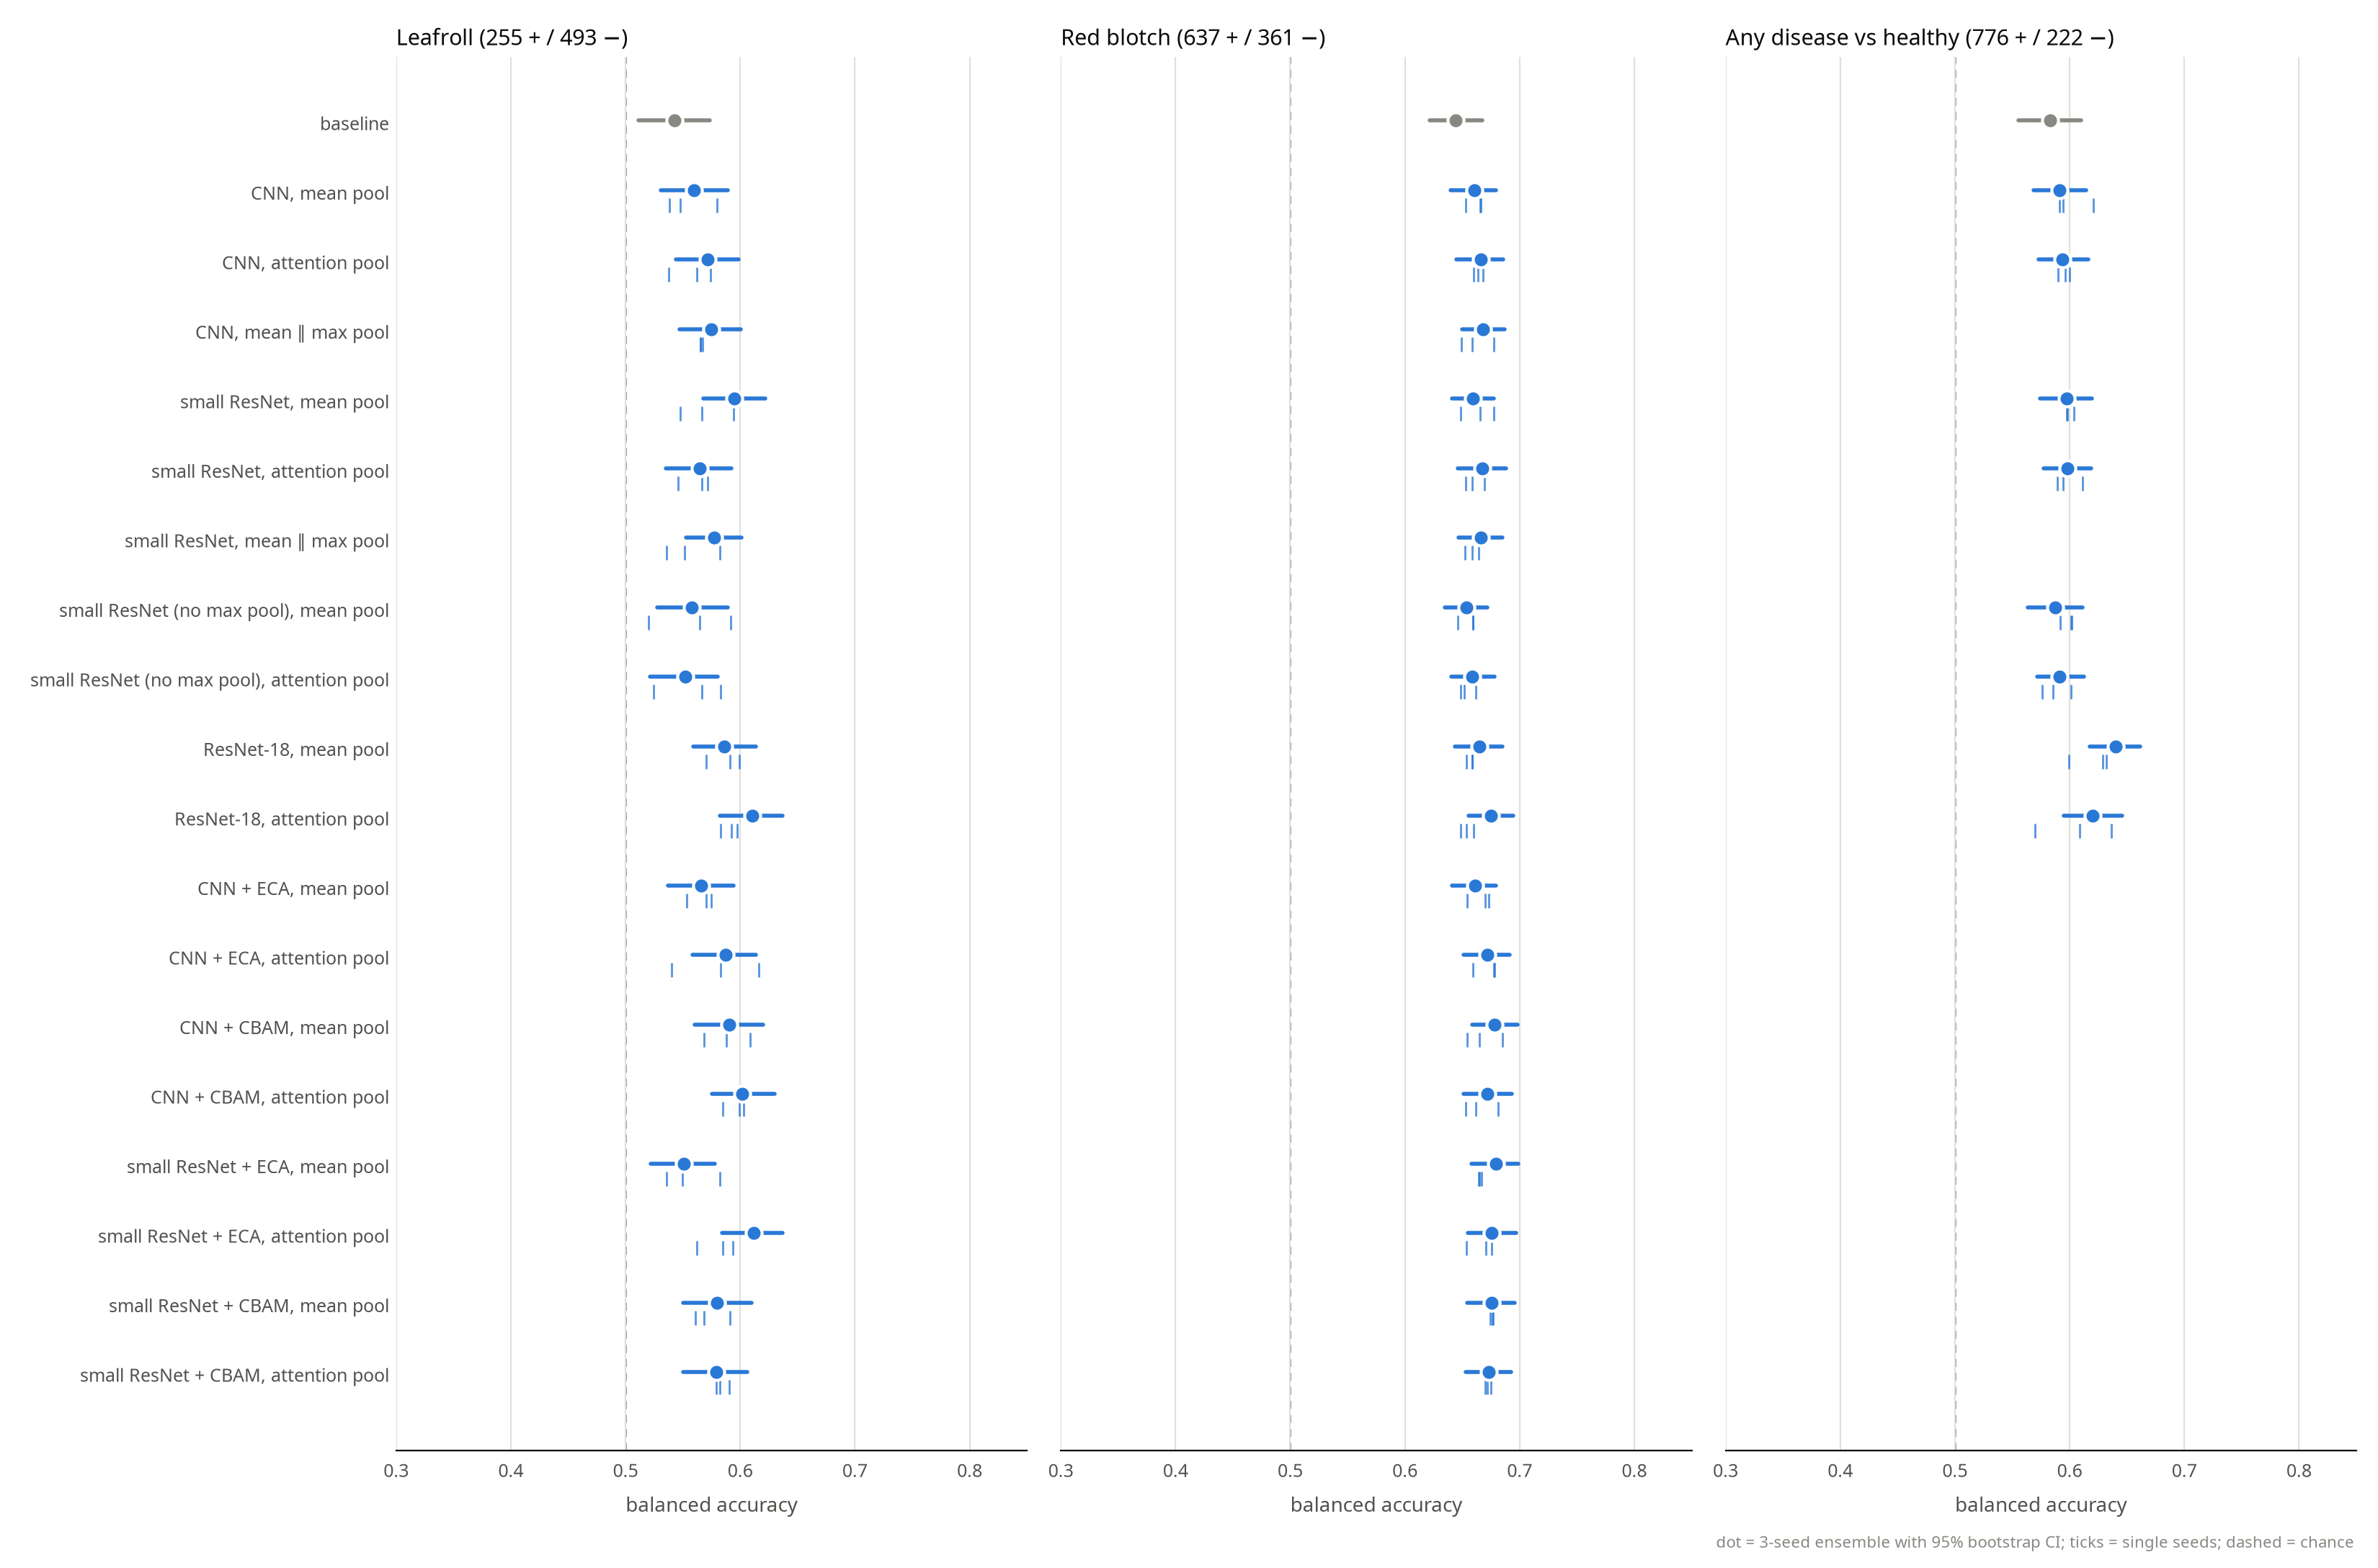 Leafroll (255 + / 493 −)
Red blotch (637 + / 361 −)
Any disease vs healthy (776 + / 222 −)
baseline
CNN, mean pool
CNN, attention pool
CNN, mean ∥ max pool
small ResNet, mean pool
small ResNet, attention pool
small ResNet, mean ∥ max pool
small ResNet (no max pool), mean pool
small ResNet (no max pool), attention pool
ResNet-18, mean pool
ResNet-18, attention pool
CNN + ECA, mean pool
CNN + ECA, attention pool
CNN + CBAM, mean pool
CNN + CBAM, attention pool
small ResNet + ECA, mean pool
small ResNet + ECA, attention pool
small ResNet + CBAM, mean pool
small ResNet + CBAM, attention pool
0.3 0.4 0.5 0.6 0.7 0.8
0.3 0.4 0.5 0.6 0.7 0.8
0.3 0.4 0.5 0.6 0.7 0.8
balanced accuracy
balanced accuracy
balanced accuracy
dot = 3-seed ensemble with 95% bootstrap CI; ticks = single seeds; dashed = chance